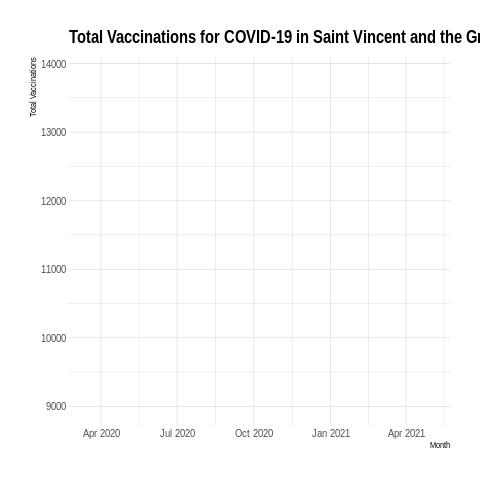 Total Vaccinations for COVID-19 in Saint Vincent and the Gr
Total Vaccinations
14000
13000
12000
11000
10000
9000
Apr 2020 Jul 2020 Oct 2020 Jan 2021 Apr 2021
Month